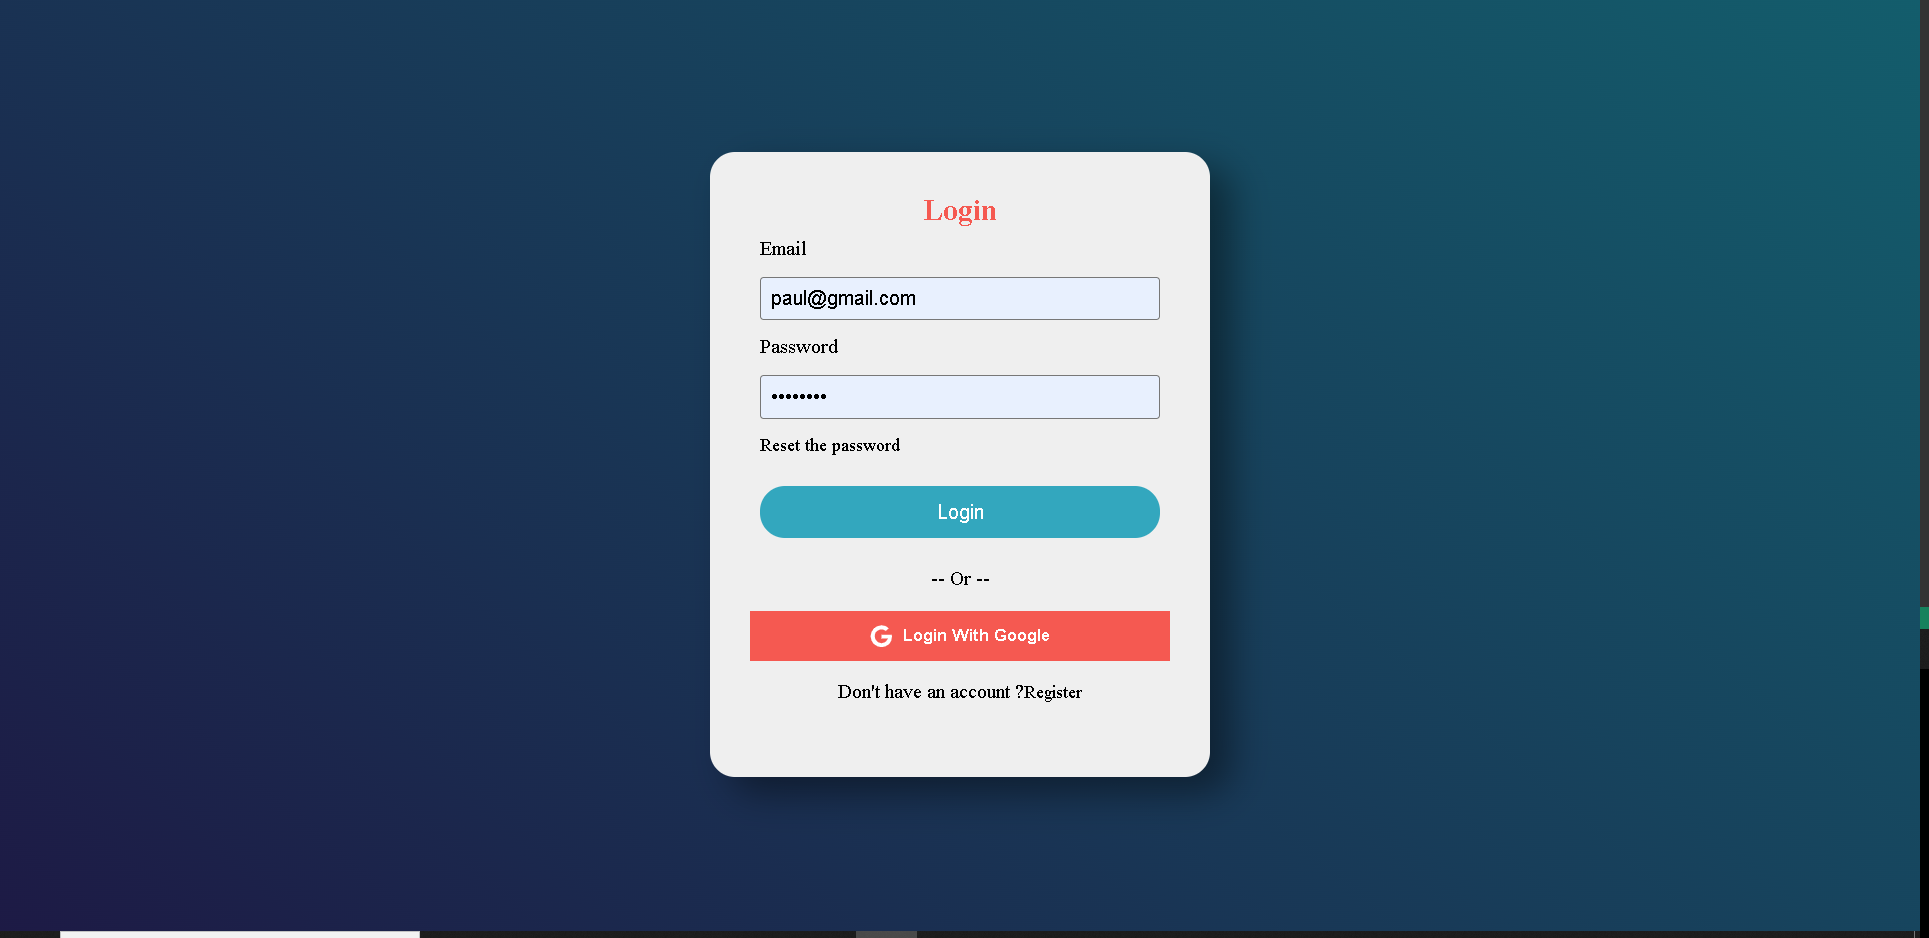 Login
Email
paul@gmail.com
Password
••••••••
Reset the password
Login
-- Or --
Login With Google
Don't have an account ?Register